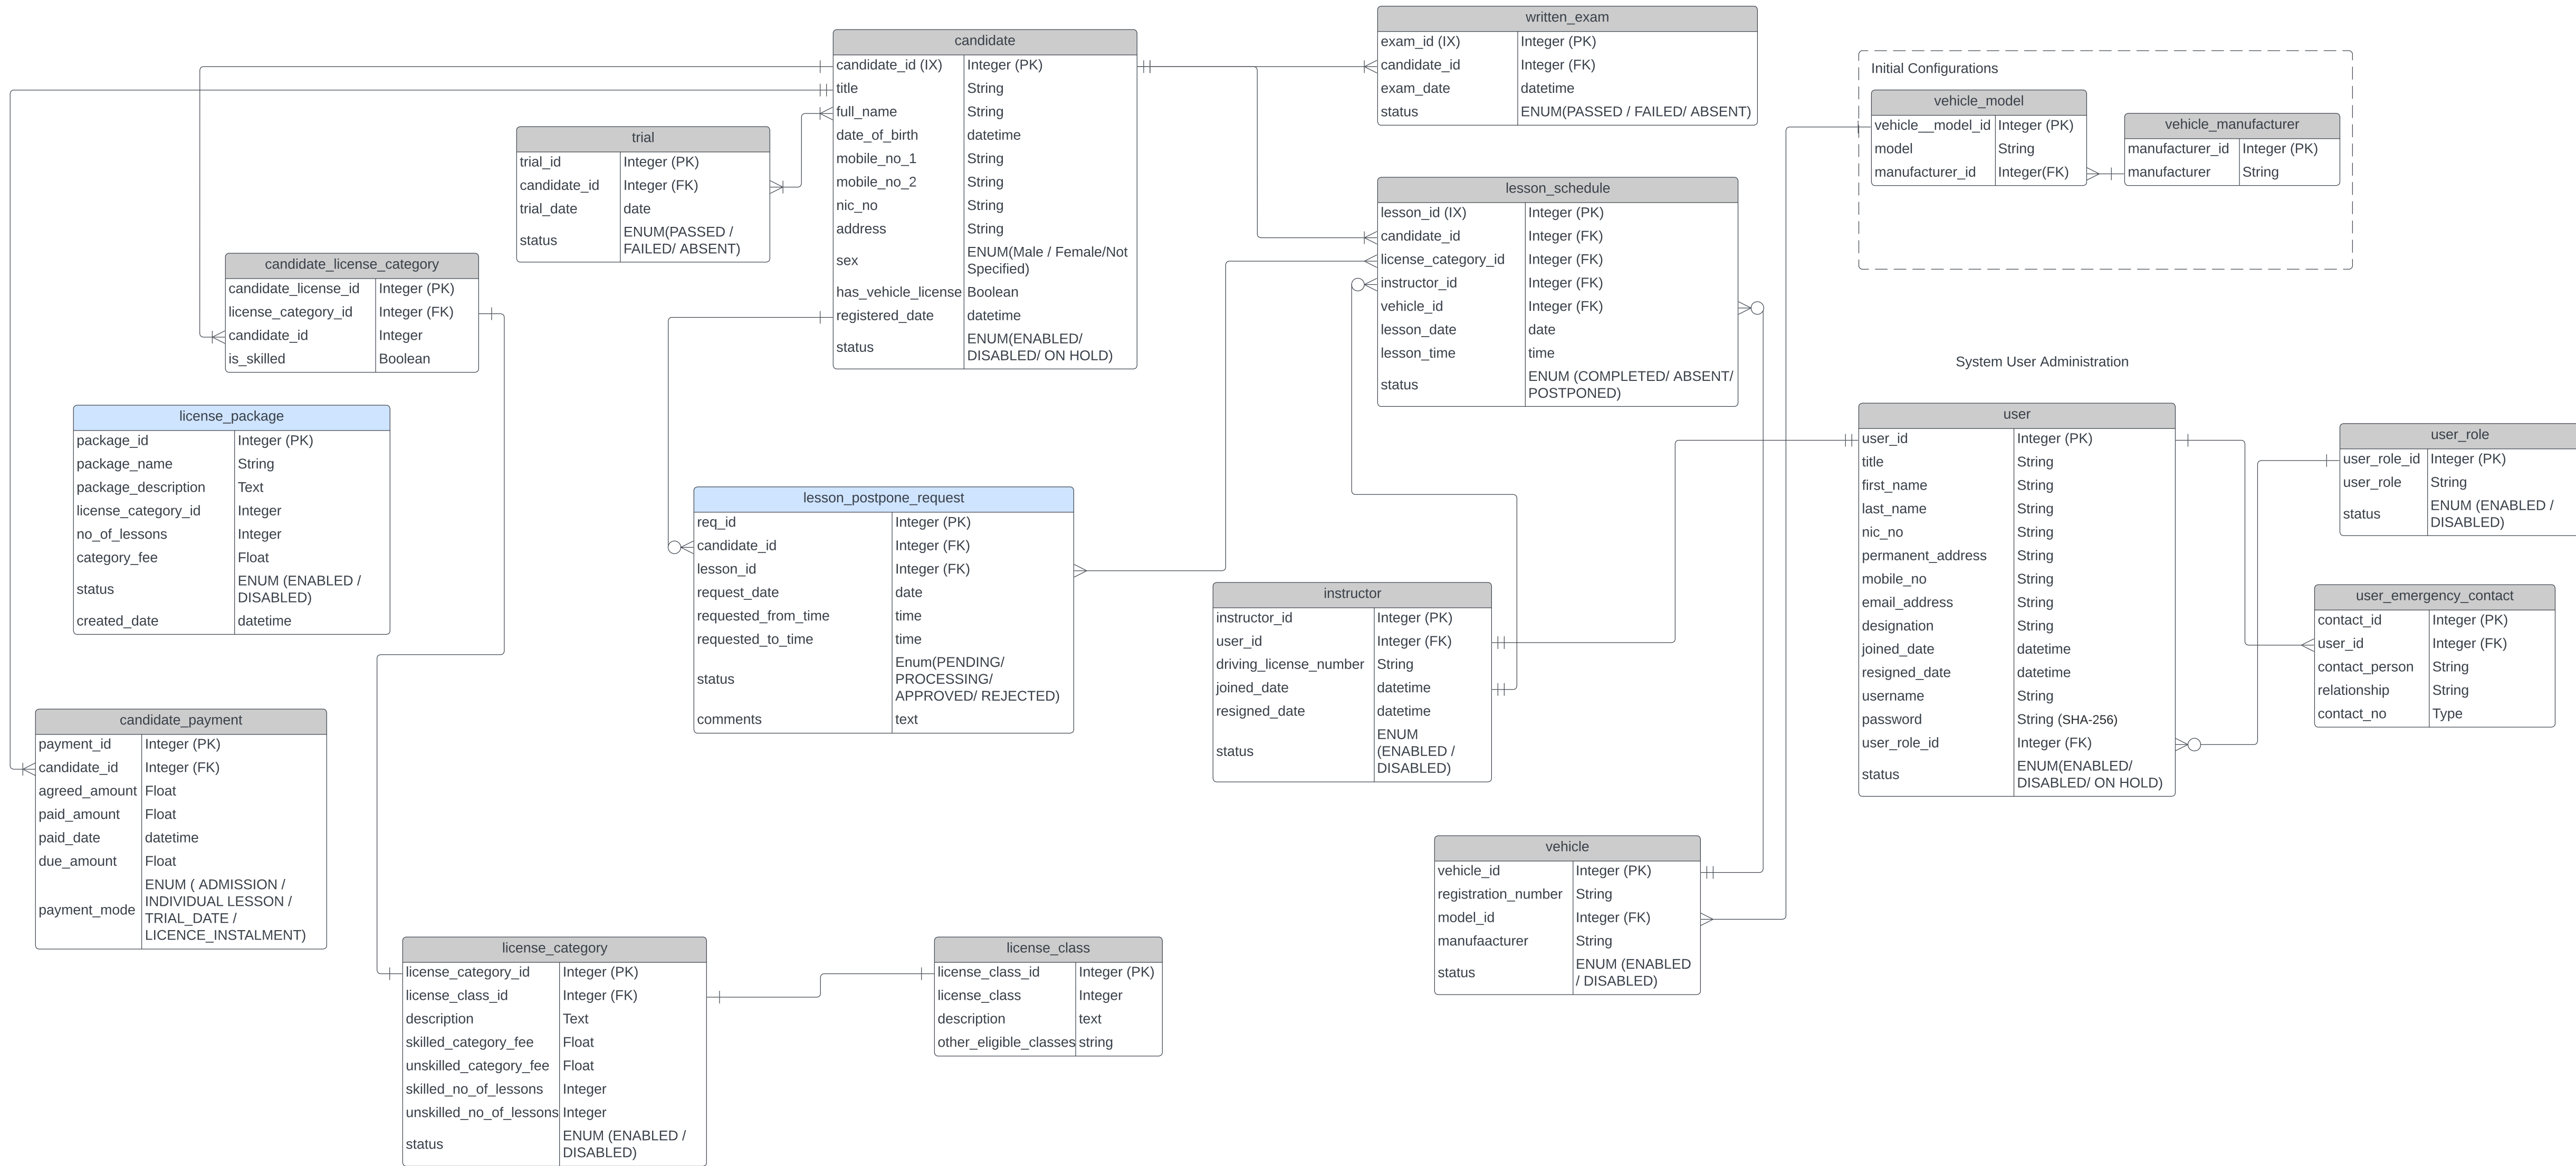 written_exam
exam_id (IX) Integer (PK)
candidate_id Integer (FK)
exam_date datetime
status ENUM(PASSED / FAILED/ ABSENT)
candidate
candidate_id (IX) Integer (PK)
title String
full_name String
date_of_birth datetime
mobile_no_1 String
mobile_no_2 String
nic_no String
address String
sex ENUM(Male / Female/Not
Specified)
has_vehicle_license Boolean
registered_date datetime
status ENUM(ENABLED/
DISABLED/ ON HOLD)
Initial Configurations
vehicle_model
vehicle__model_id Integer (PK)
model String
manufacturer_id Integer(FK)
vehicle_manufacturer
manufacturer_id Integer (PK)
manufacturer String
trial
trial_id Integer (PK)
candidate_id Integer (FK)
trial_date date
status ENUM(PASSED /
FAILED/ ABSENT)
lesson_schedule
lesson_id (IX) Integer (PK)
candidate_id Integer (FK)
license_category_id Integer (FK)
instructor_id Integer (FK)
vehicle_id Integer (FK)
lesson_date date
lesson_time time
status ENUM (COMPLETED/ ABSENT/
POSTPONED)
candidate_license_category
candidate_license_id Integer (PK)
license_category_id Integer (FK)
candidate_id Integer
is_skilled Boolean
System User Administration
license_package
package_id Integer (PK)
package_name String
package_description Text
license_category_id Integer
no_of_lessons Integer
category_fee Float
status ENUM (ENABLED /
DISABLED)
created_date datetime
user
user_id Integer (PK)
title String
first_name String
last_name String
nic_no String
permanent_address String
mobile_no String
email_address String
designation String
joined_date datetime
resigned_date datetime
username String
password String (SHA-256)
user_role_id Integer (FK)
status ENUM(ENABLED/
DISABLED/ ON HOLD)
user_role
user_role_id Integer (PK)
user_role String
status ENUM (ENABLED /
DISABLED)
lesson_postpone_request
req_id Integer (PK)
candidate_id Integer (FK)
lesson_id Integer (FK)
request_date date
requested_from_time time
requested_to_time time
status Enum(PENDING/
PROCESSING/
APPROVED/ REJECTED)
comments text
instructor
instructor_id Integer (PK)
user_id Integer (FK)
driving_license_number String
joined_date datetime
resigned_date datetime
status ENUM
(ENABLED /
DISABLED)
user_emergency_contact
contact_id Integer (PK)
user_id Integer (FK)
contact_person String
relationship String
contact_no Type
candidate_payment
payment_id Integer (PK)
candidate_id Integer (FK)
agreed_amount Float
paid_amount Float
paid_date datetime
due_amount Float
payment_mode ENUM ( ADMISSION /
INDIVIDUAL LESSON /
TRIAL_DATE /
LICENCE_INSTALMENT)
vehicle
vehicle_id Integer (PK)
registration_number String
model_id Integer (FK)
manufaacturer String
status ENUM (ENABLED
/ DISABLED)
license_category
license_category_id Integer (PK)
license_class_id Integer (FK)
description Text
skilled_category_fee Float
unskilled_category_fee Float
skilled_no_of_lessons Integer
unskilled_no_of_lessons Integer
status ENUM (ENABLED /
DISABLED)
license_class
license_class_id Integer (PK)
license_class Integer
description text
other_eligible_classes string